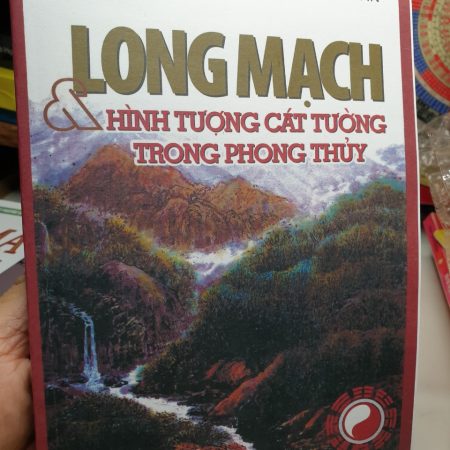 LONG MẠCH
& HÌNH TƯỢNG CÁT TƯỜNG
TRONG PHONG THỦY